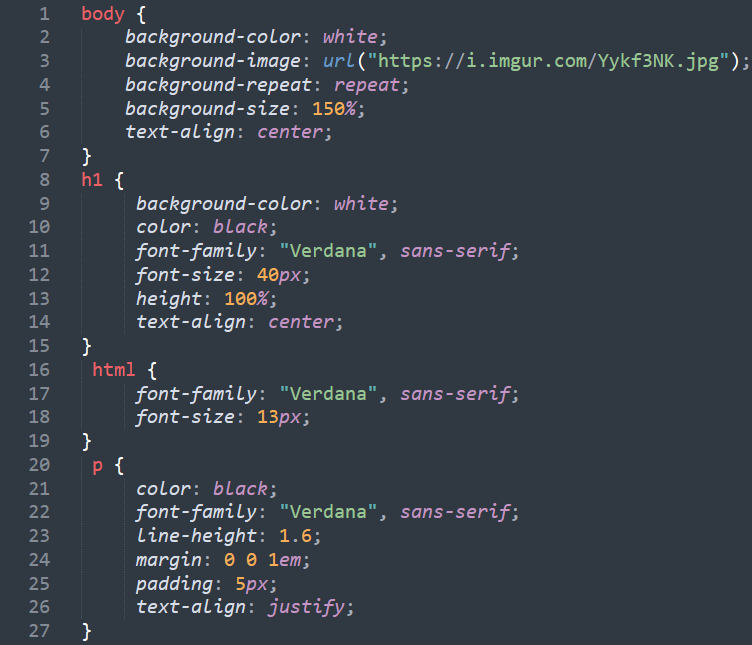 1 body {
2     background-color: white;
3     background-image: url("https://i.imgur.com/Yykf3NK.jpg");
4     background-repeat: repeat;
5     background-size: 150%;
6     text-align: center;
7 }
8 h1 {
9      background-color: white;
10      color: black;
11      font-family: "Verdana", sans-serif;
12      font-size: 40px;
13      height: 100%;
14      text-align: center;
15 }
16  html {
17      font-family: "Verdana", sans-serif;
18      font-size: 13px;
19 }
20  p {
21      color: black;
22      font-family: "Verdana", sans-serif;
23      line-height: 1.6;
24      margin: 0 0 1em;
25      padding: 5px;
26      text-align: justify;
27 }